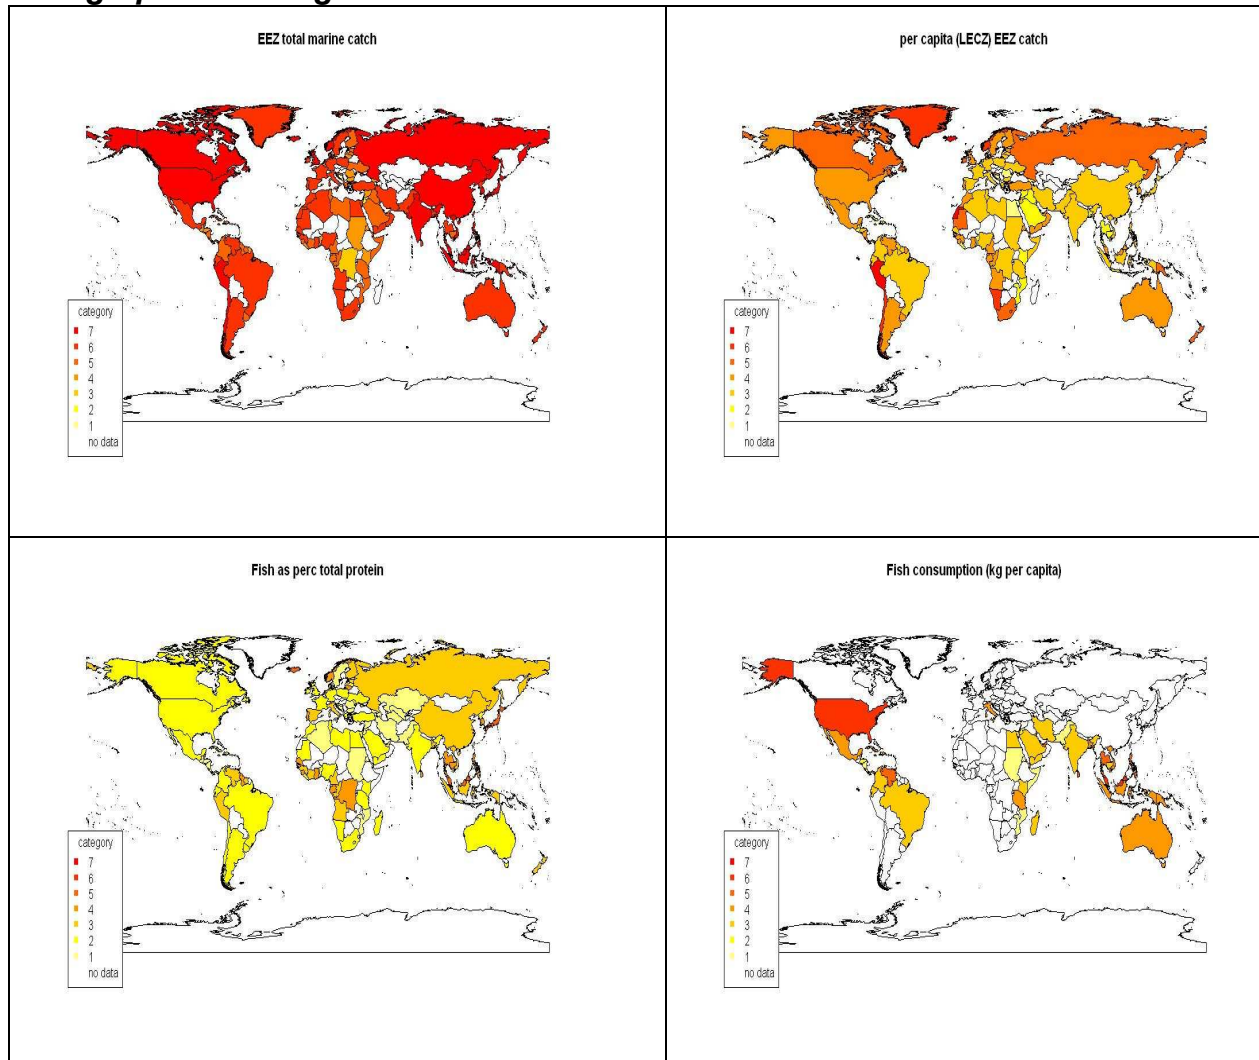 EEZ total marine catch
category
7
6
5
4
3
2
1
no data
per capita (LECZ) EEZ catch
category
7
6
5
4
3
2
1
no data
Fish as perc total protein
category
7
6
5
4
3
2
1
no data
Fish consumption (kg per capita)
category
7
6
5
4
3
2
1
no data